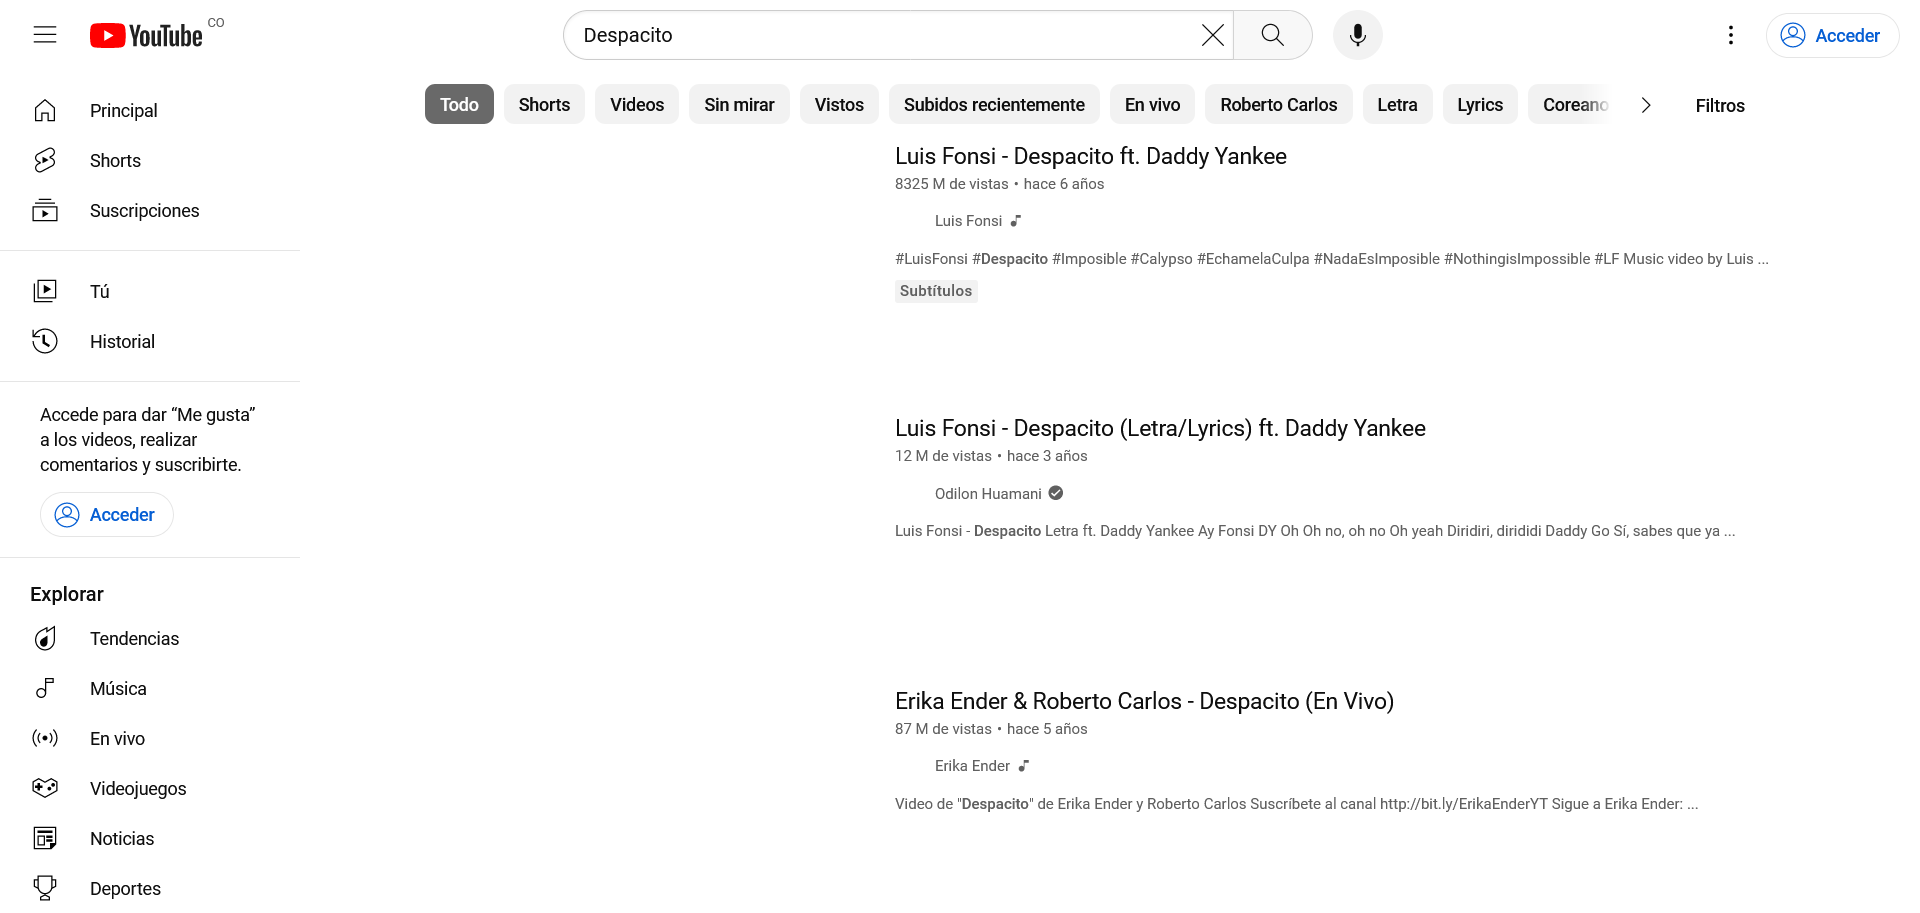 YouTube CO
Despacito
Acceder
Todo Shorts Videos Sin mirar Vistos Subidos recientemente En vivo Roberto Carlos Letra Lyrics Coreano Filtros
Principal
Shorts
Suscripciones
Tú
Historial
Accede para dar “Me gusta”
a los videos, realizar
comentarios y suscribirte.
Acceder
Explorar
Tendencias
Música
En vivo
Videojuegos
Noticias
Deportes
Luis Fonsi - Despacito ft. Daddy Yankee
8325 M de vistas • hace 6 años
Luis Fonsi
#LuisFonsi #Despacito #Imposible #Calypso #EchamelaCulpa #NadaEsImposible #NothingisImpossible #LF Music video by Luis ...
Subtítulos
Luis Fonsi - Despacito (Letra/Lyrics) ft. Daddy Yankee
12 M de vistas • hace 3 años
Odilon Huamani
Luis Fonsi - Despacito Letra ft. Daddy Yankee Ay Fonsi DY Oh Oh no, oh no Oh yeah Diridiri, dirididi Daddy Go Sí, sabes que ya ...
Erika Ender & Roberto Carlos - Despacito (En Vivo)
87 M de vistas • hace 5 años
Erika Ender
Video de "Despacito" de Erika Ender y Roberto Carlos Suscríbete al canal http://bit.ly/ErikaEnderYT Sigue a Erika Ender: ...